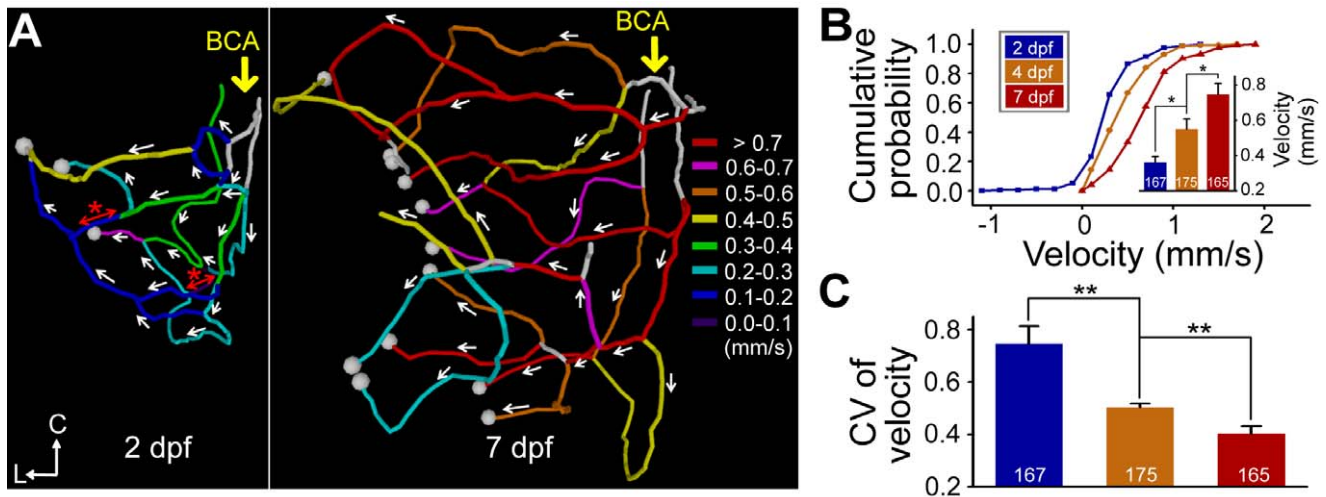 A
BCA
*
*
C
L
2 dpf
BCA
7 dpf
> 0.7
0.6-0.7
0.5-0.6
0.4-0.5
0.3-0.4
0.2-0.3
0.1-0.2
0.0-0.1
(mm/s)
B
Cumulative
probability
1.0
0.8
0.6
0.4
0.2
0.0
-1
0
1
2
Velocity (mm/s)
2 dpf
4 dpf
7 dpf
*
*
167
175
165
0.8
0.6
0.4
0.2
Velocity
(mm/s)
C
CV of
velocity
0.8
0.6
0.4
0.2
**
**
167
175
165